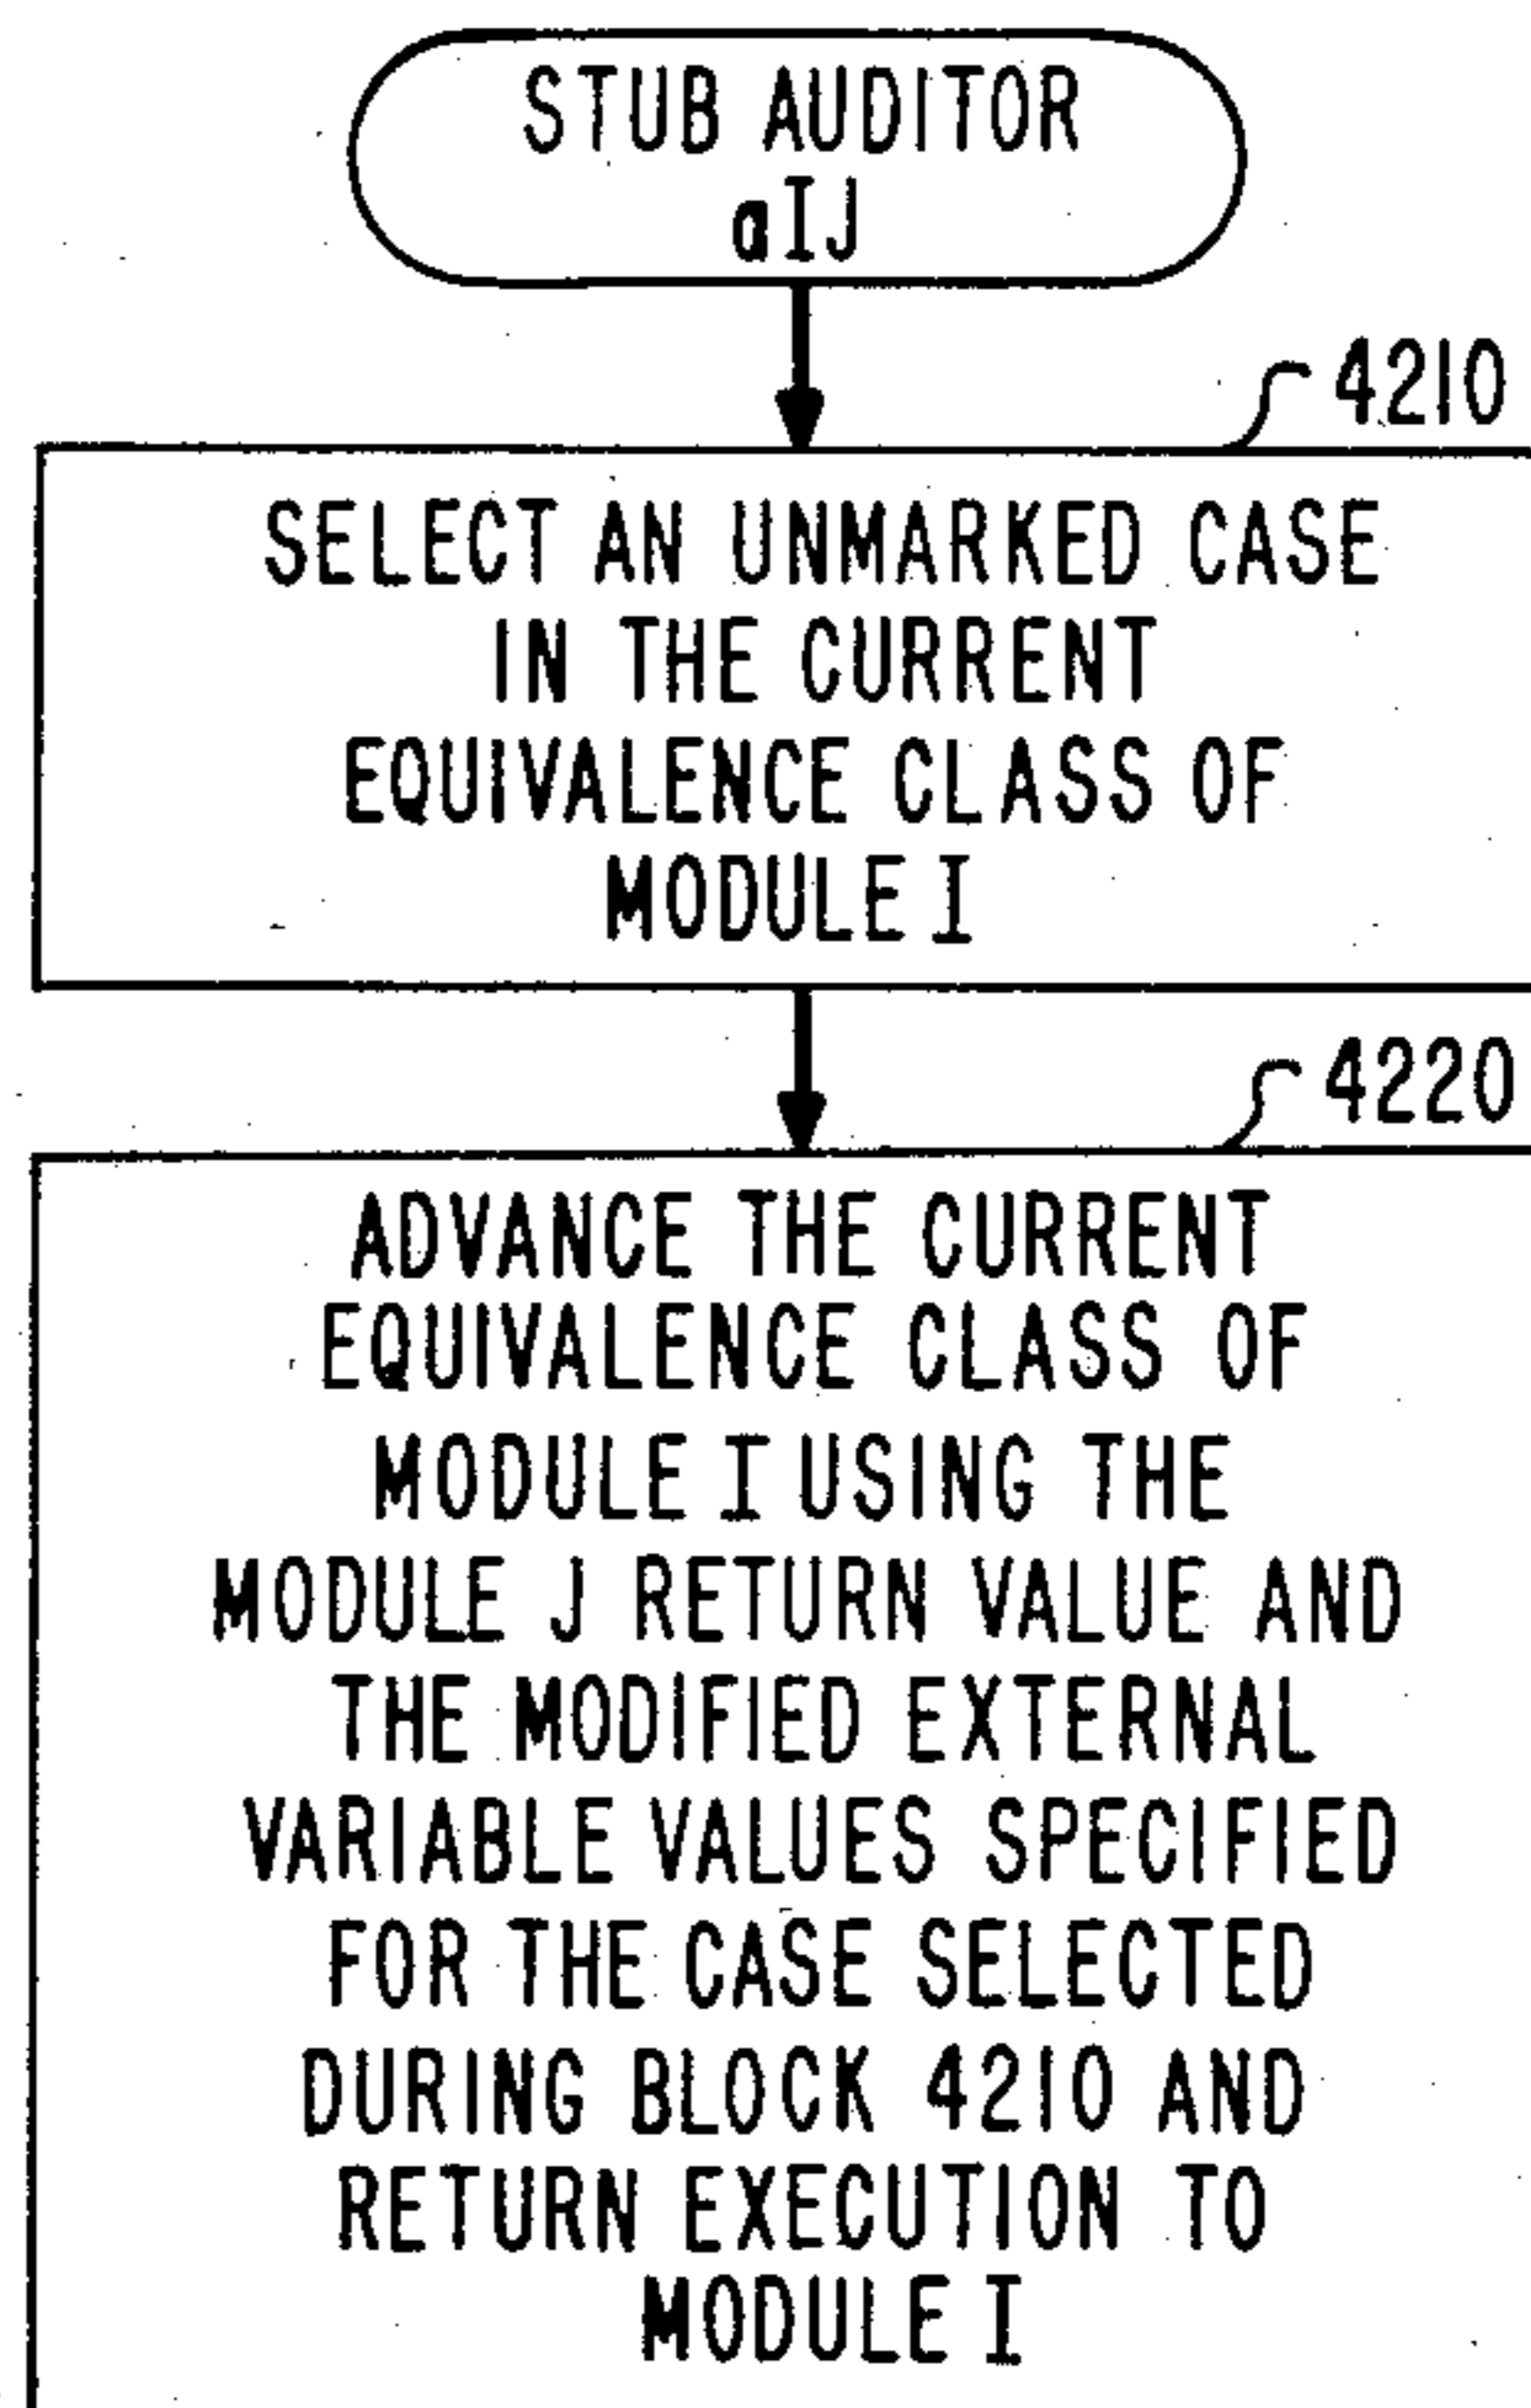 STUB AUDITOR
aIJ
4210
SELECT AN UNMARKED CASE
IN THE CURRENT
EQUIVALENCE CLASS OF
MODULE I
4220
ADVANCE THE CURRENT
EQUIVALENCE CLASS OF
MODULE I USING THE
MODULE J RETURN VALUE AND
THE MODIFIED EXTERNAL
VARIABLE VALUES SPECIFIED
FOR THE CASE SELECTED
DURING BLOCK 4210 AND
RETURN EXECUTION TO
MODULE I